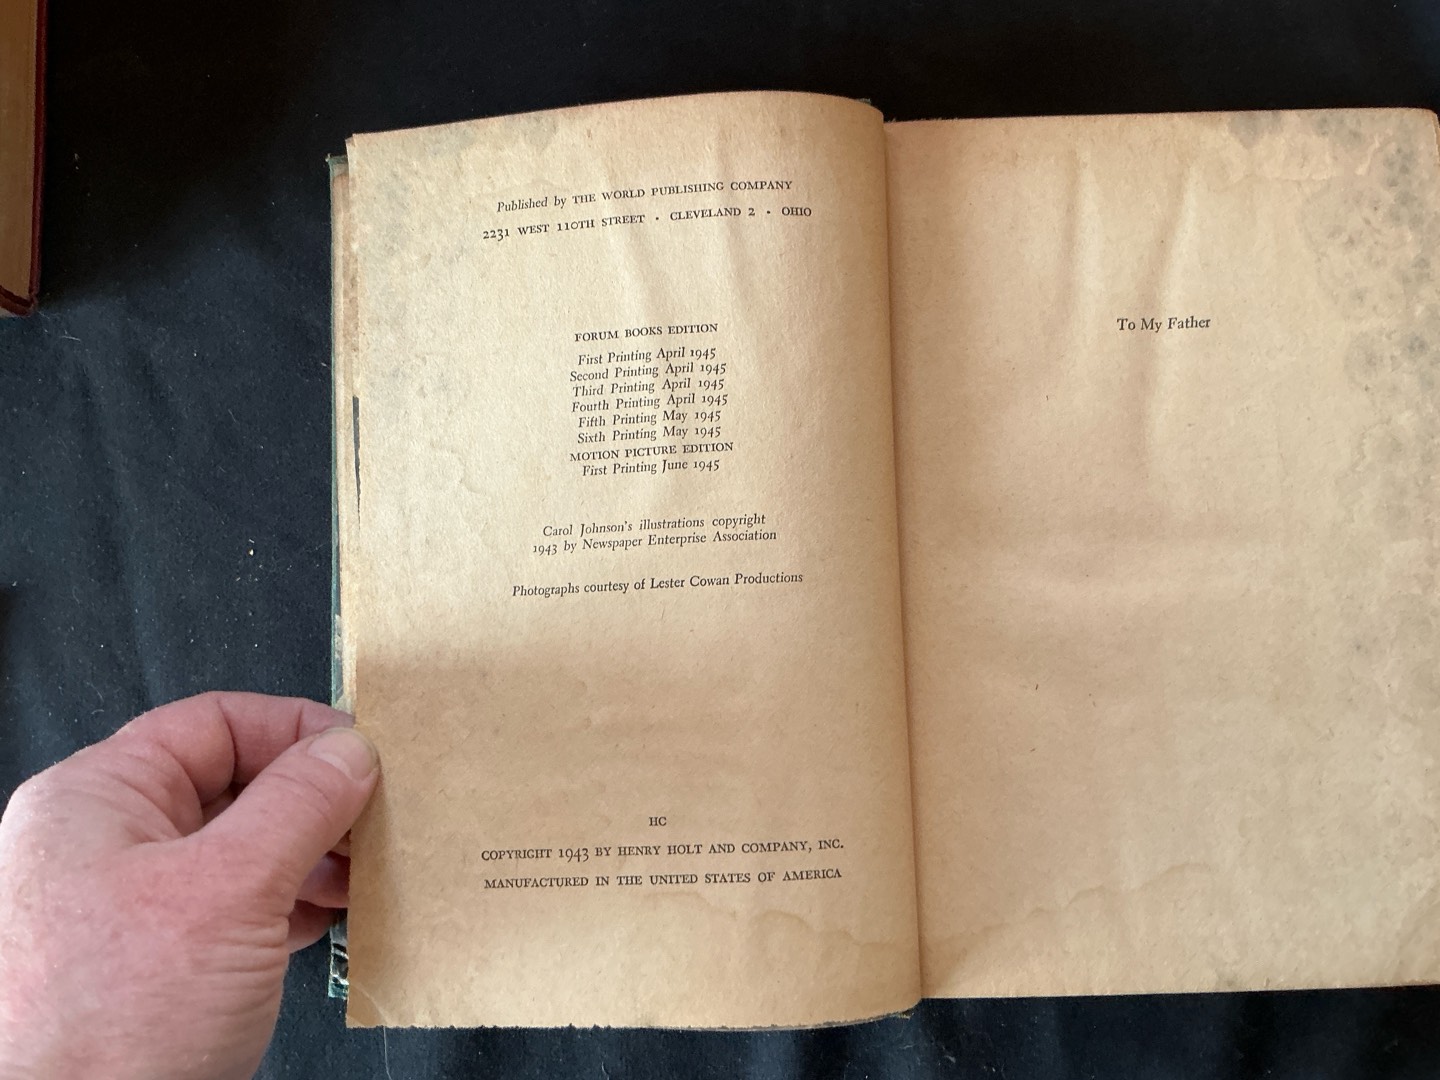 Published by THE WORLD PUBLISHING COMPANY
2231 WEST 110TH STREET · CLEVELAND 2 · OHIO
FORUM BOOKS EDITION
First Printing April 1945
Second Printing April 1945
Third Printing April 1945
Fourth Printing April 1945
Fifth Printing May 1945
Sixth Printing May 1945
MOTION PICTURE EDITION
First Printing June 1945
Carol Johnson's illustrations copyright
1943 by Newspaper Enterprise Association
Photographs courtesy of Lester Cowan Productions
HC
COPYRIGHT 1943 BY HENRY HOLT AND COMPANY, INC.
MANUFACTURED IN THE UNITED STATES OF AMERICA
To My Father